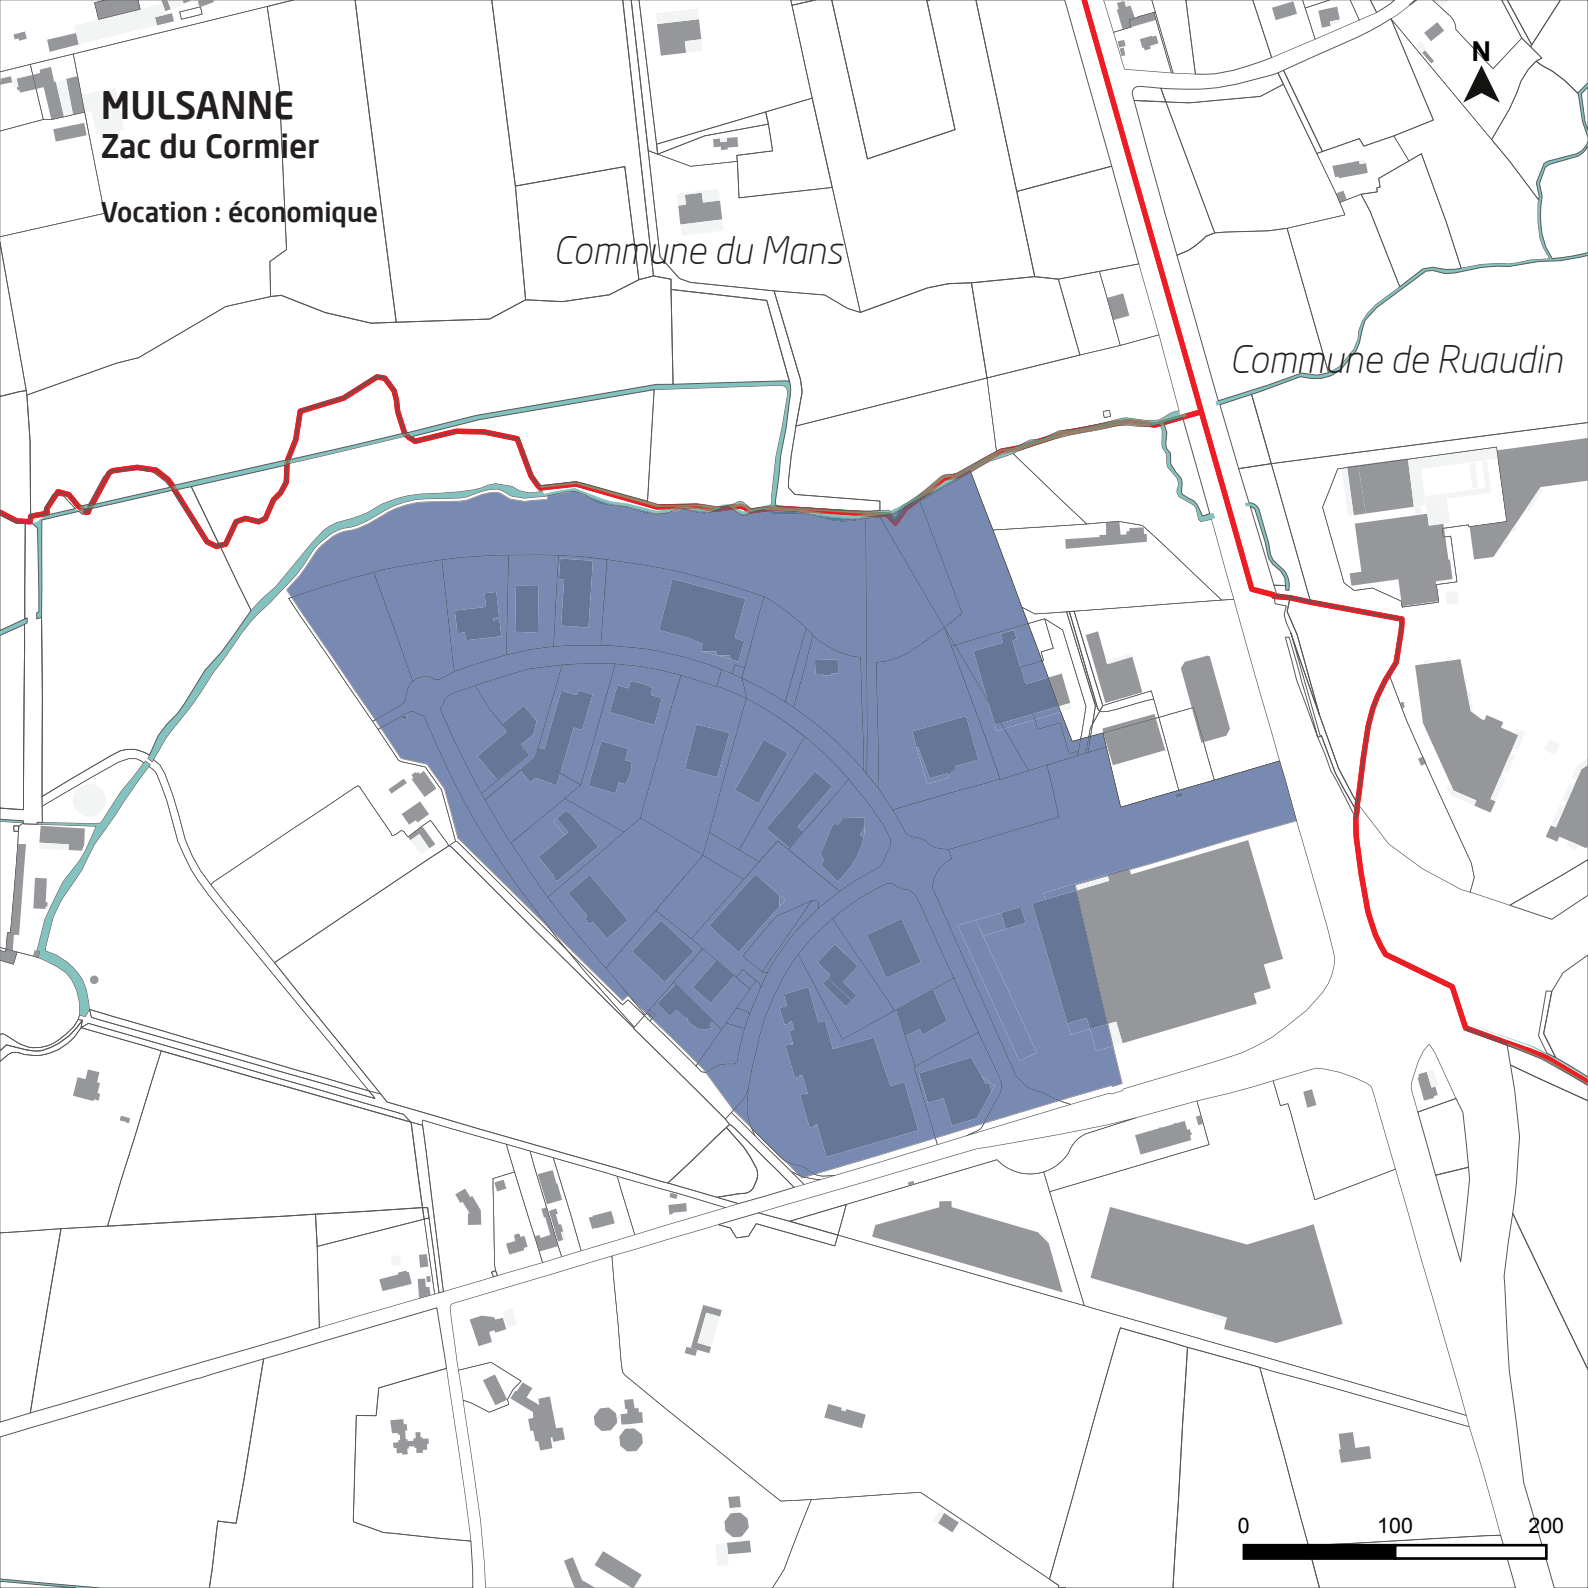 MULSANNE
Zac du Cormier
Vocation : économique
N
Commune du Mans
Commune de Ruaudin
0 100 200